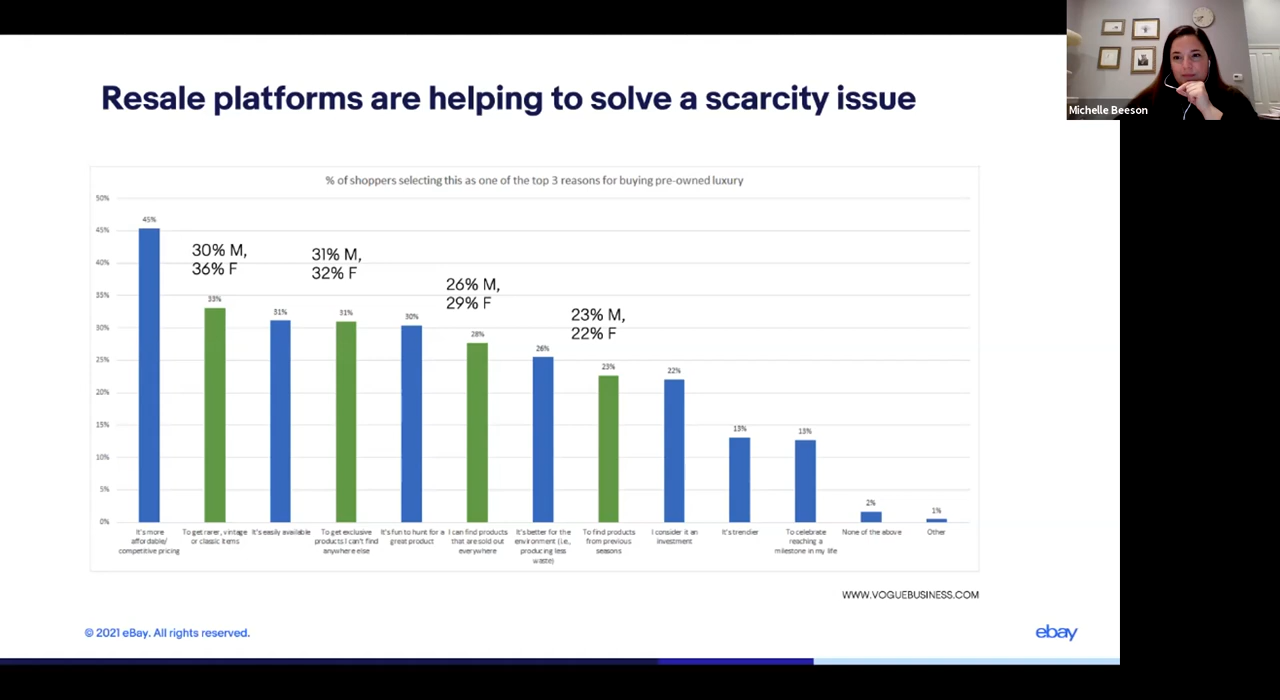 Michelle Beeson
Resale platforms are helping to solve a scarcity issue
% of shoppers selecting this as one of the top 3 reasons for buying pre-owned luxury
50%
45%
40%
35%
30%
25%
20%
15%
10%
5%
0%
45%
33%
31%
31%
30%
28%
26%
23%
22%
13%
13%
2%
1%
30% M,
36% F
31% M,
32% F
26% M,
29% F
23% M,
22% F
It's more
affordable/
competitive pricing
To get rarer, vintage
or classic items
It's easily available
To get exclusive
products I can't find
anywhere else
It's fun to hunt for a
great product
I can find products
that are sold out
everywhere
It's better for the
environment (i.e.,
producing less
waste)
To find products
from previous
seasons
I consider it an
investment
It's trendier
To celebrate
reaching a
milestone in my life
None of the above
Other
WWW.VOGUEBUSINESS.COM
© 2021 eBay. All rights reserved.
ebay